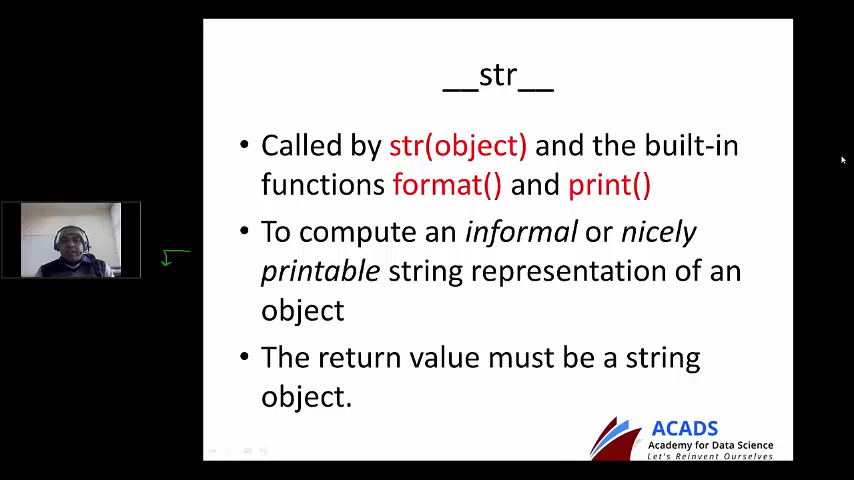 __str__
• Called by str(object) and the built-in
functions format() and print()
• To compute an informal or nicely
printable string representation of an
object
• The return value must be a string
object.
ACADS
Academy for Data Science
Let's Reinvent Ourselves